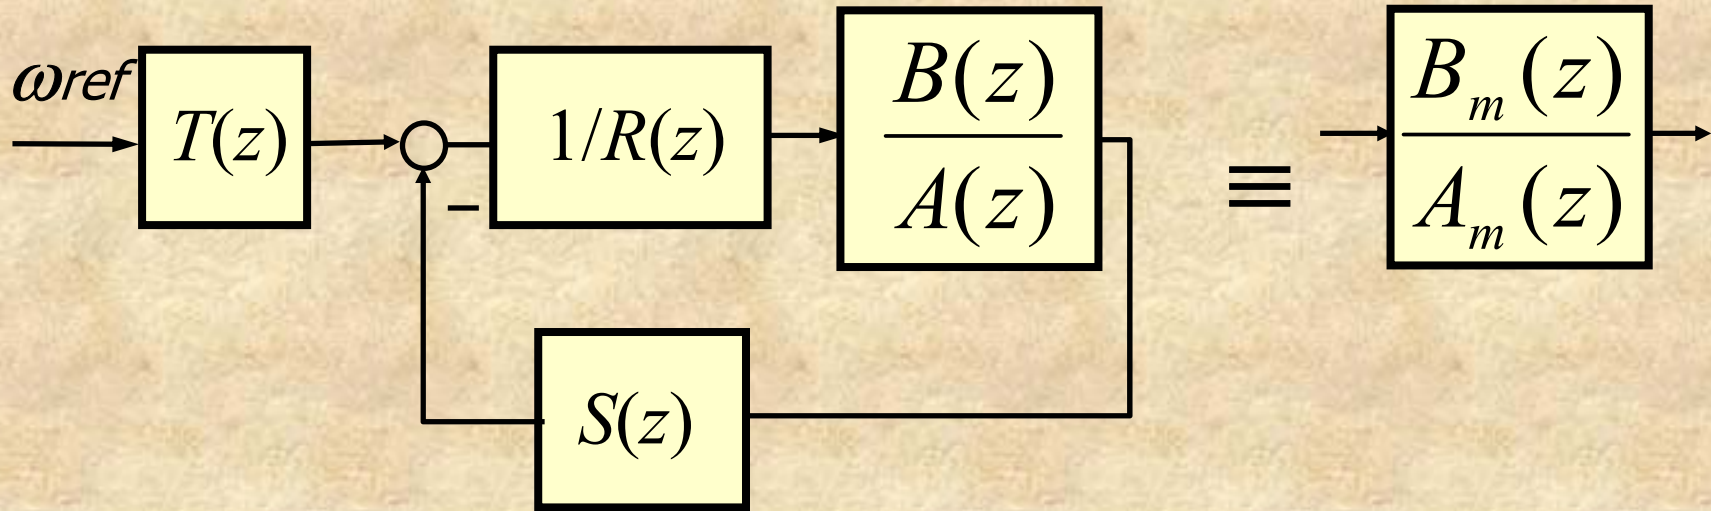 ωref
T(z)
1/R(z)
B(z)
A(z)
−
S(z)
≡
B_m(z)
A_m(z)